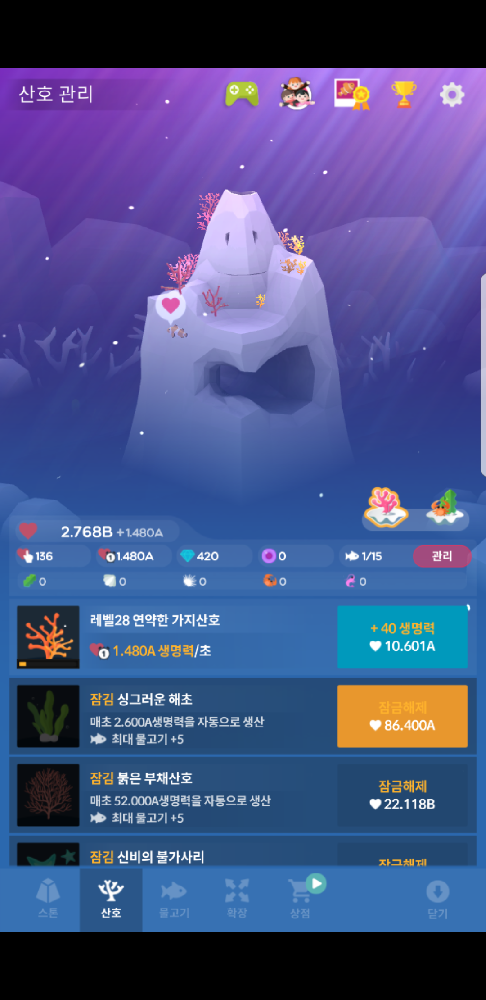 산호 관리
2.768B +1.480A
136
1 1.480A
420
0
1/15
관리
0
0
0
0
0
레벨28 연약한 가지산호
1 1.480A 생명력/초
+ 40 생명력
10.601A
잠김 싱그러운 해초
매초 2.600A생명력을 자동으로 생산
최대 물고기 +5
잠금해제
86.400A
잠김 붉은 부채산호
매초 52.000A생명력을 자동으로 생산
최대 물고기 +5
잠금해제
22.118B
잠김 신비의 불가사리
잠금해제
스톤
산호
물고기
확장
상점
닫기